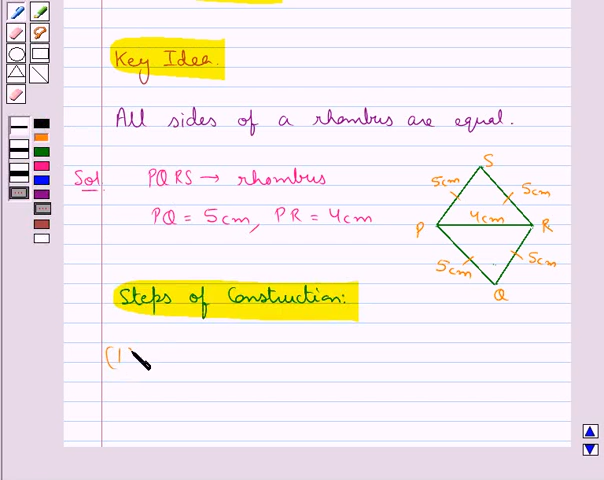 Key Idea.
All sides of a rhombus are equal.
Sol. PQRS → rhombus
PQ = 5cm, PR = 4cm
S
5cm 5cm
P 4cm R
5cm 5cm
Q
Steps of Construction:
(1)